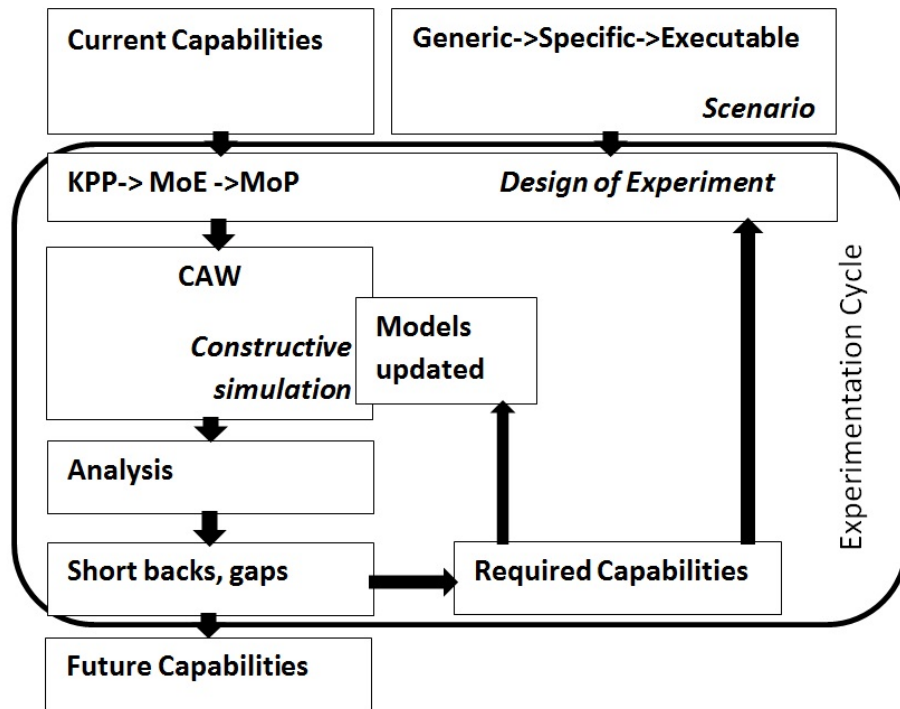 Current Capabilities
Generic->Specific->Executable
Scenario
KPP-> MoE ->MoP
Design of Experiment
CAW
Constructive
simulation
Models
updated
Analysis
Short backs, gaps
Required Capabilities
Future Capabilities
Experimentation Cycle